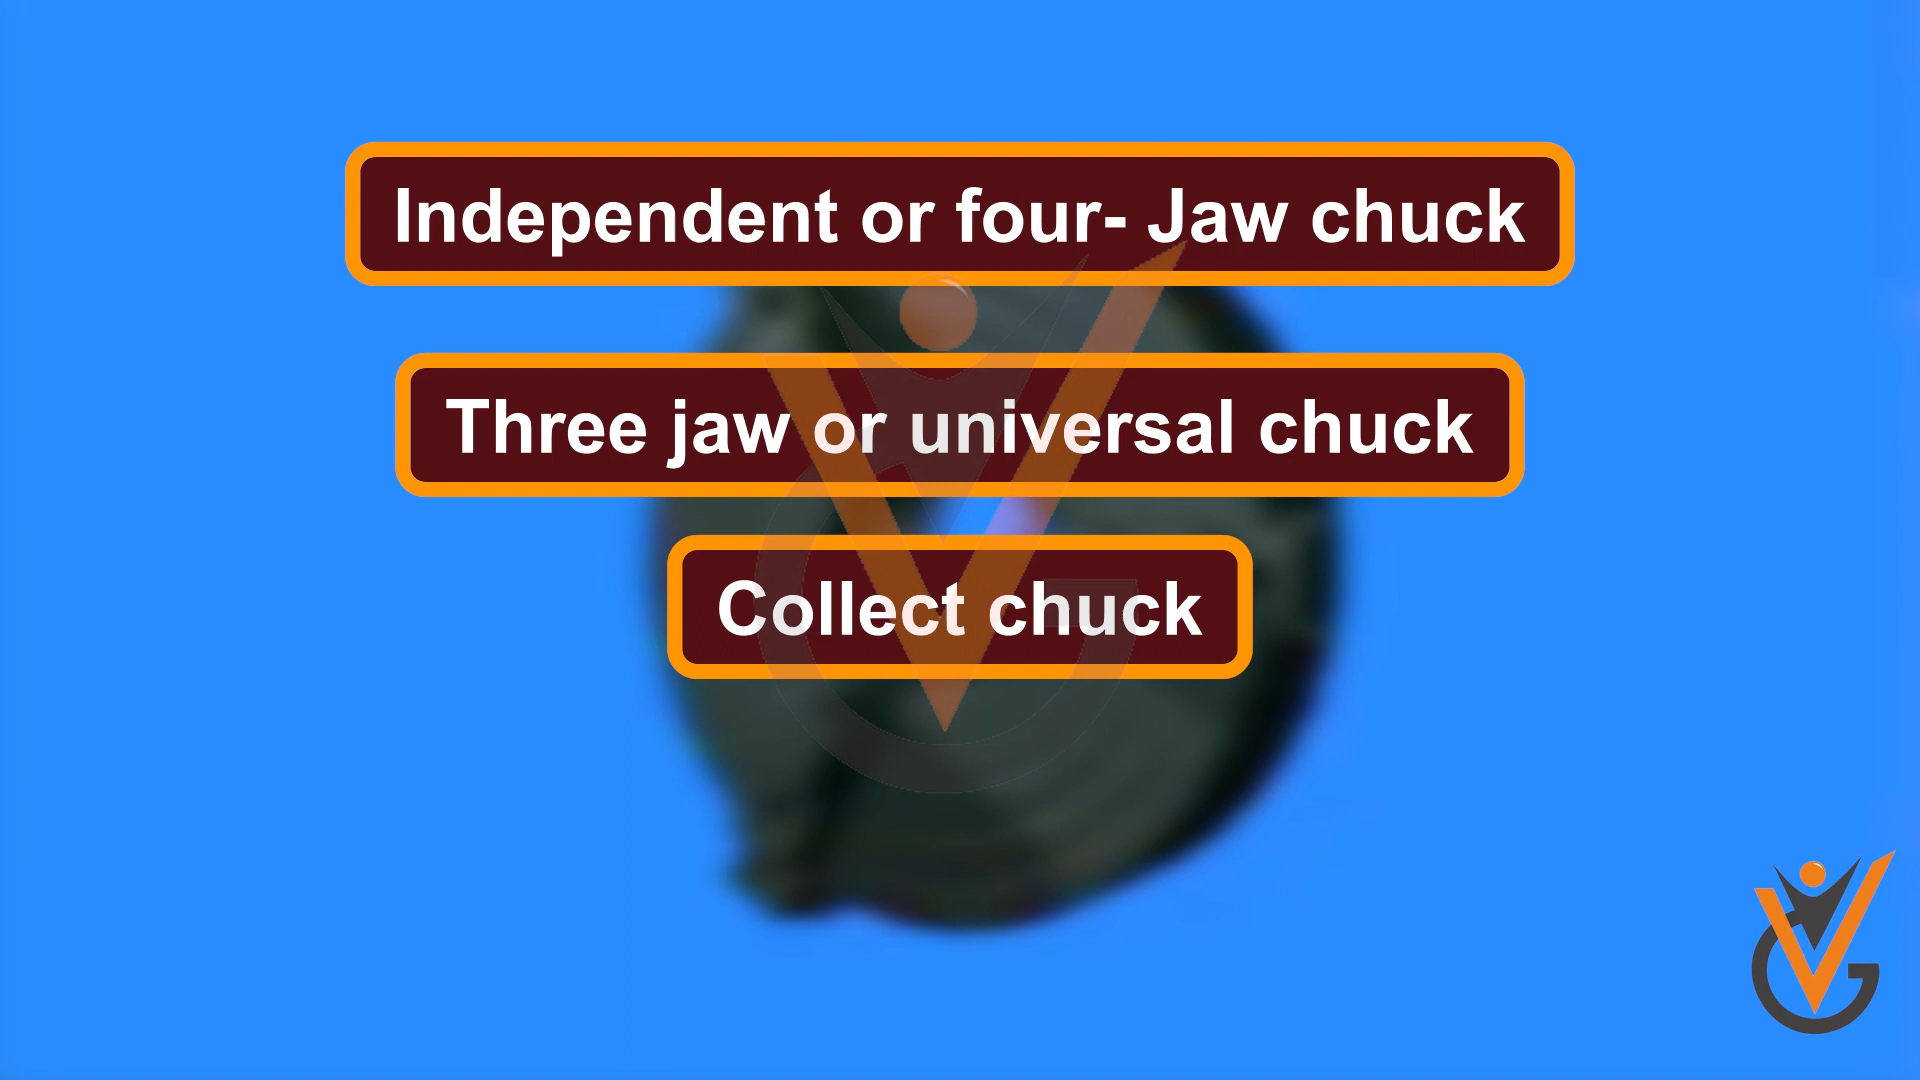 Independent or four- Jaw chuck
Three jaw or universal chuck
Collect chuck